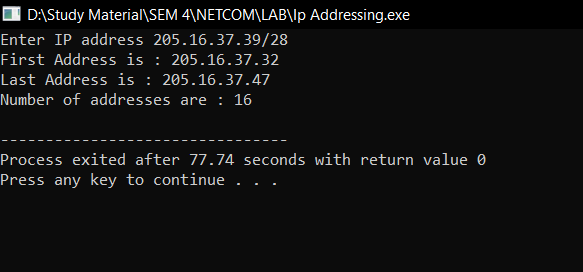 D:\Study Material\SEM 4\NETCOM\LAB\Ip Addressing.exe
Enter IP address 205.16.37.39/28
First Address is : 205.16.37.32
Last Address is : 205.16.37.47
Number of addresses are : 16
--------------------------------
Process exited after 77.74 seconds with return value 0
Press any key to continue . . .